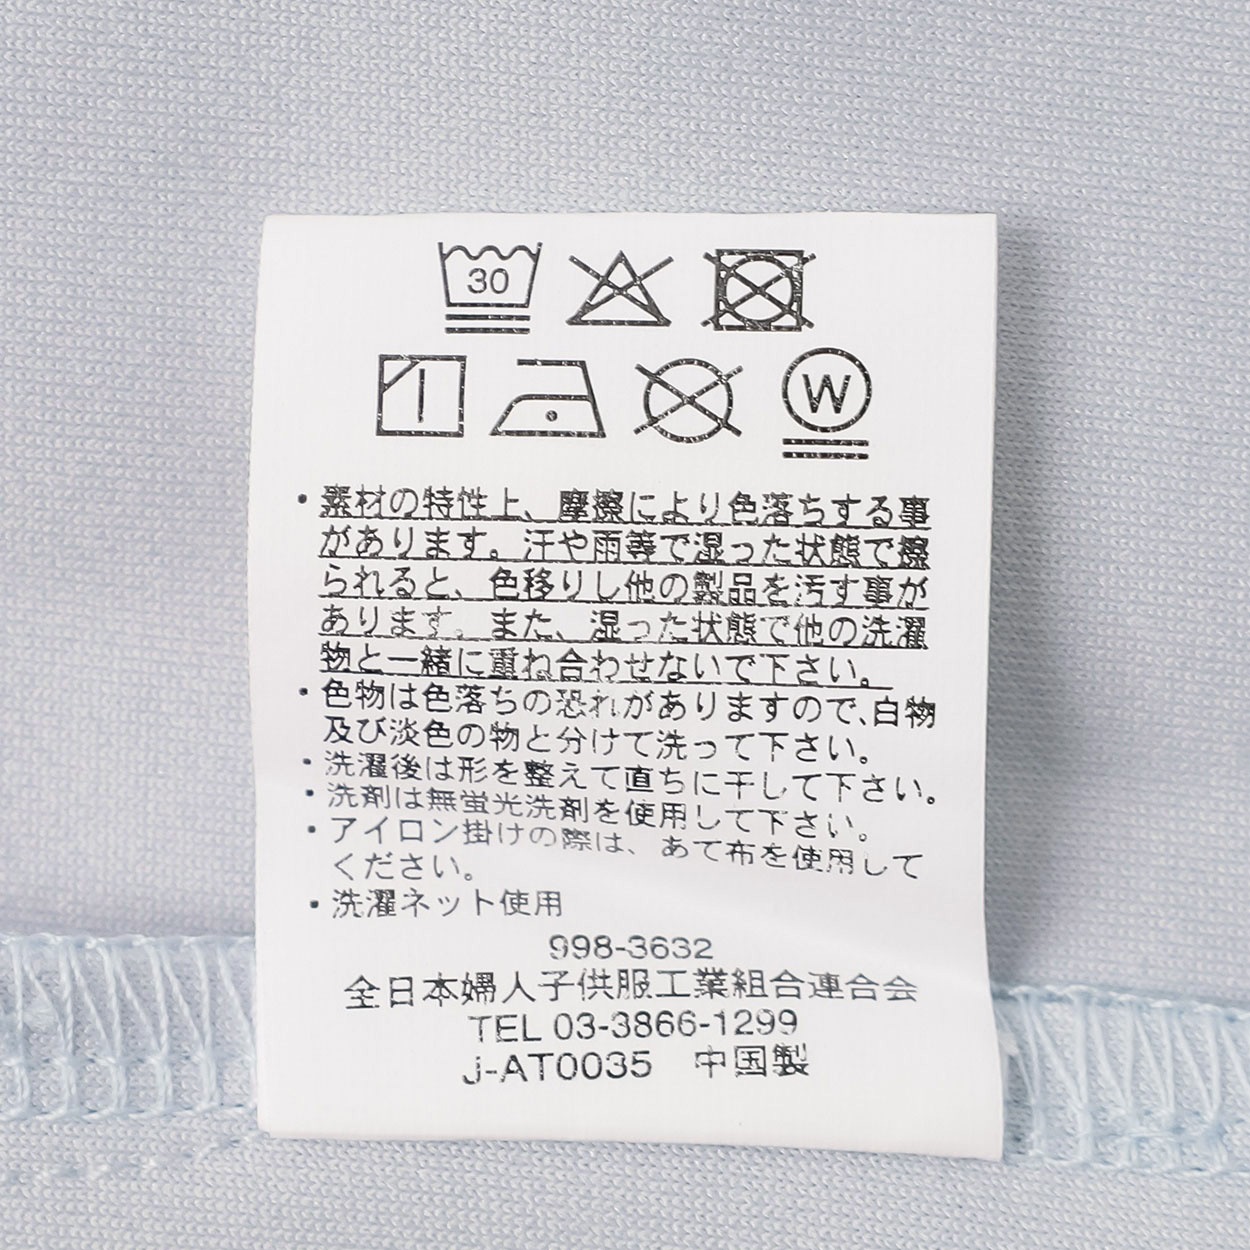 30
W
・素材の特性上、摩擦により色落ちする事
があります。汗や雨等で湿った状態で擦
られると、色移りし他の製品を汚す事が
あります。また、湿った状態で他の洗濯
物と一緒に重ね合わせないで下さい。
・色物は色落ちの恐れがありますので、白物
及び淡色の物と分けて洗って下さい。
・洗濯後は形を整えて直ちに干して下さい。
・洗剤は無蛍光洗剤を使用して下さい。
・アイロン掛けの際は、あて布を使用して
ください。
・洗濯ネット使用
998-3632
全日本婦人子供服工業組合連合会
TEL 03-3866-1299
j-AT0035 中国製